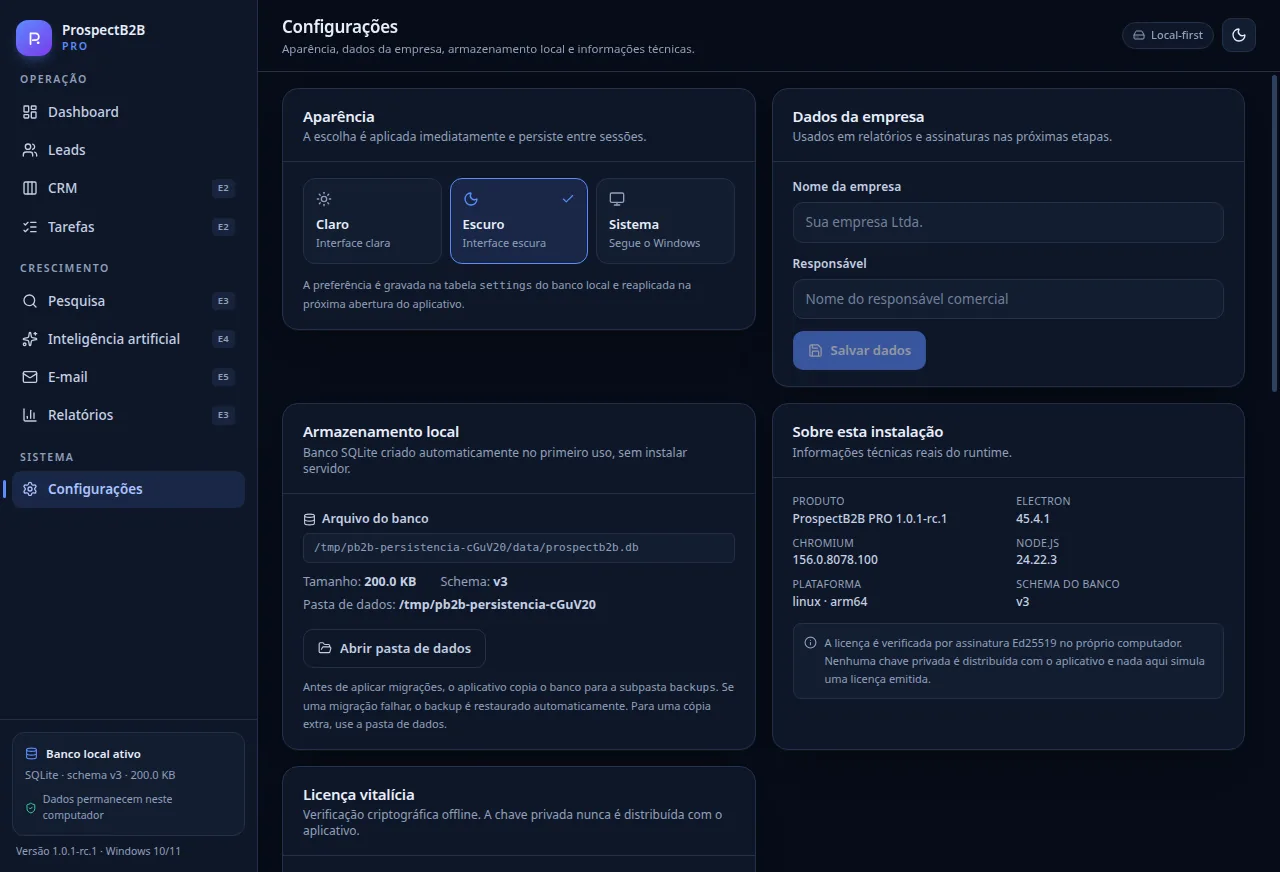 ProspectB2B
PRO
OPERAÇÃO
Dashboard
Leads
CRM E2
Tarefas E2
CRESCIMENTO
Pesquisa E3
Inteligência artificial E4
E-mail E5
Relatórios E3
SISTEMA
Configurações
Banco local ativo
SQLite · schema v3 · 200.0 KB
Dados permanecem neste
computador
Versão 1.0.1-rc.1 · Windows 10/11
Configurações
Aparência, dados da empresa, armazenamento local e informações técnicas.
Local-first
Aparência
A escolha é aplicada imediatamente e persiste entre sessões.
Claro
Interface clara
Escuro
Interface escura
Sistema
Segue o Windows
A preferência é gravada na tabela settings do banco local e reaplicada na
próxima abertura do aplicativo.
Dados da empresa
Usados em relatórios e assinaturas nas próximas etapas.
Nome da empresa
Sua empresa Ltda.
Responsável
Nome do responsável comercial
Salvar dados
Armazenamento local
Banco SQLite criado automaticamente no primeiro uso, sem instalar
servidor.
Arquivo do banco
/tmp/pb2b-persistencia-cGuV20/data/prospectb2b.db
Tamanho: 200.0 KB Schema: v3
Pasta de dados: /tmp/pb2b-persistencia-cGuV20
Abrir pasta de dados
Antes de aplicar migrações, o aplicativo copia o banco para a subpasta backups. Se
uma migração falhar, o backup é restaurado automaticamente. Para uma cópia
extra, use a pasta de dados.
Sobre esta instalação
Informações técnicas reais do runtime.
PRODUTO
ProspectB2B PRO 1.0.1-rc.1
ELECTRON
45.4.1
CHROMIUM
156.0.8078.100
NODE.JS
24.22.3
PLATAFORMA
linux · arm64
SCHEMA DO BANCO
v3
A licença é verificada por assinatura Ed25519 no próprio computador.
Nenhuma chave privada é distribuída com o aplicativo e nada aqui simula
uma licença emitida.
Licença vitalícia
Verificação criptográfica offline. A chave privada nunca é distribuída com o
aplicativo.